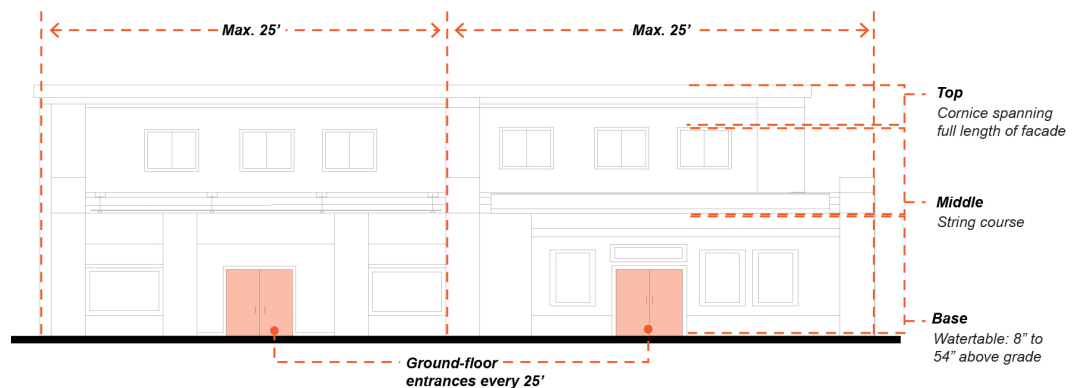 Max. 25’
Max. 25’
Top
Cornice spanning
full length of facade
Middle
String course
Base
Watertable: 8” to
54” above grade
Ground-floor
entrances every 25’